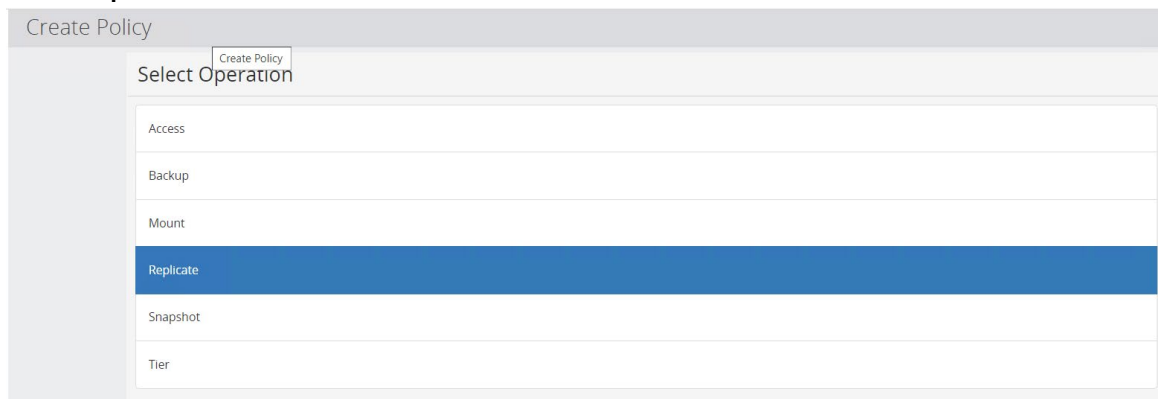 Create Policy
Create Policy
Select Operation
Access
Backup
Mount
Replicate
Snapshot
Tier